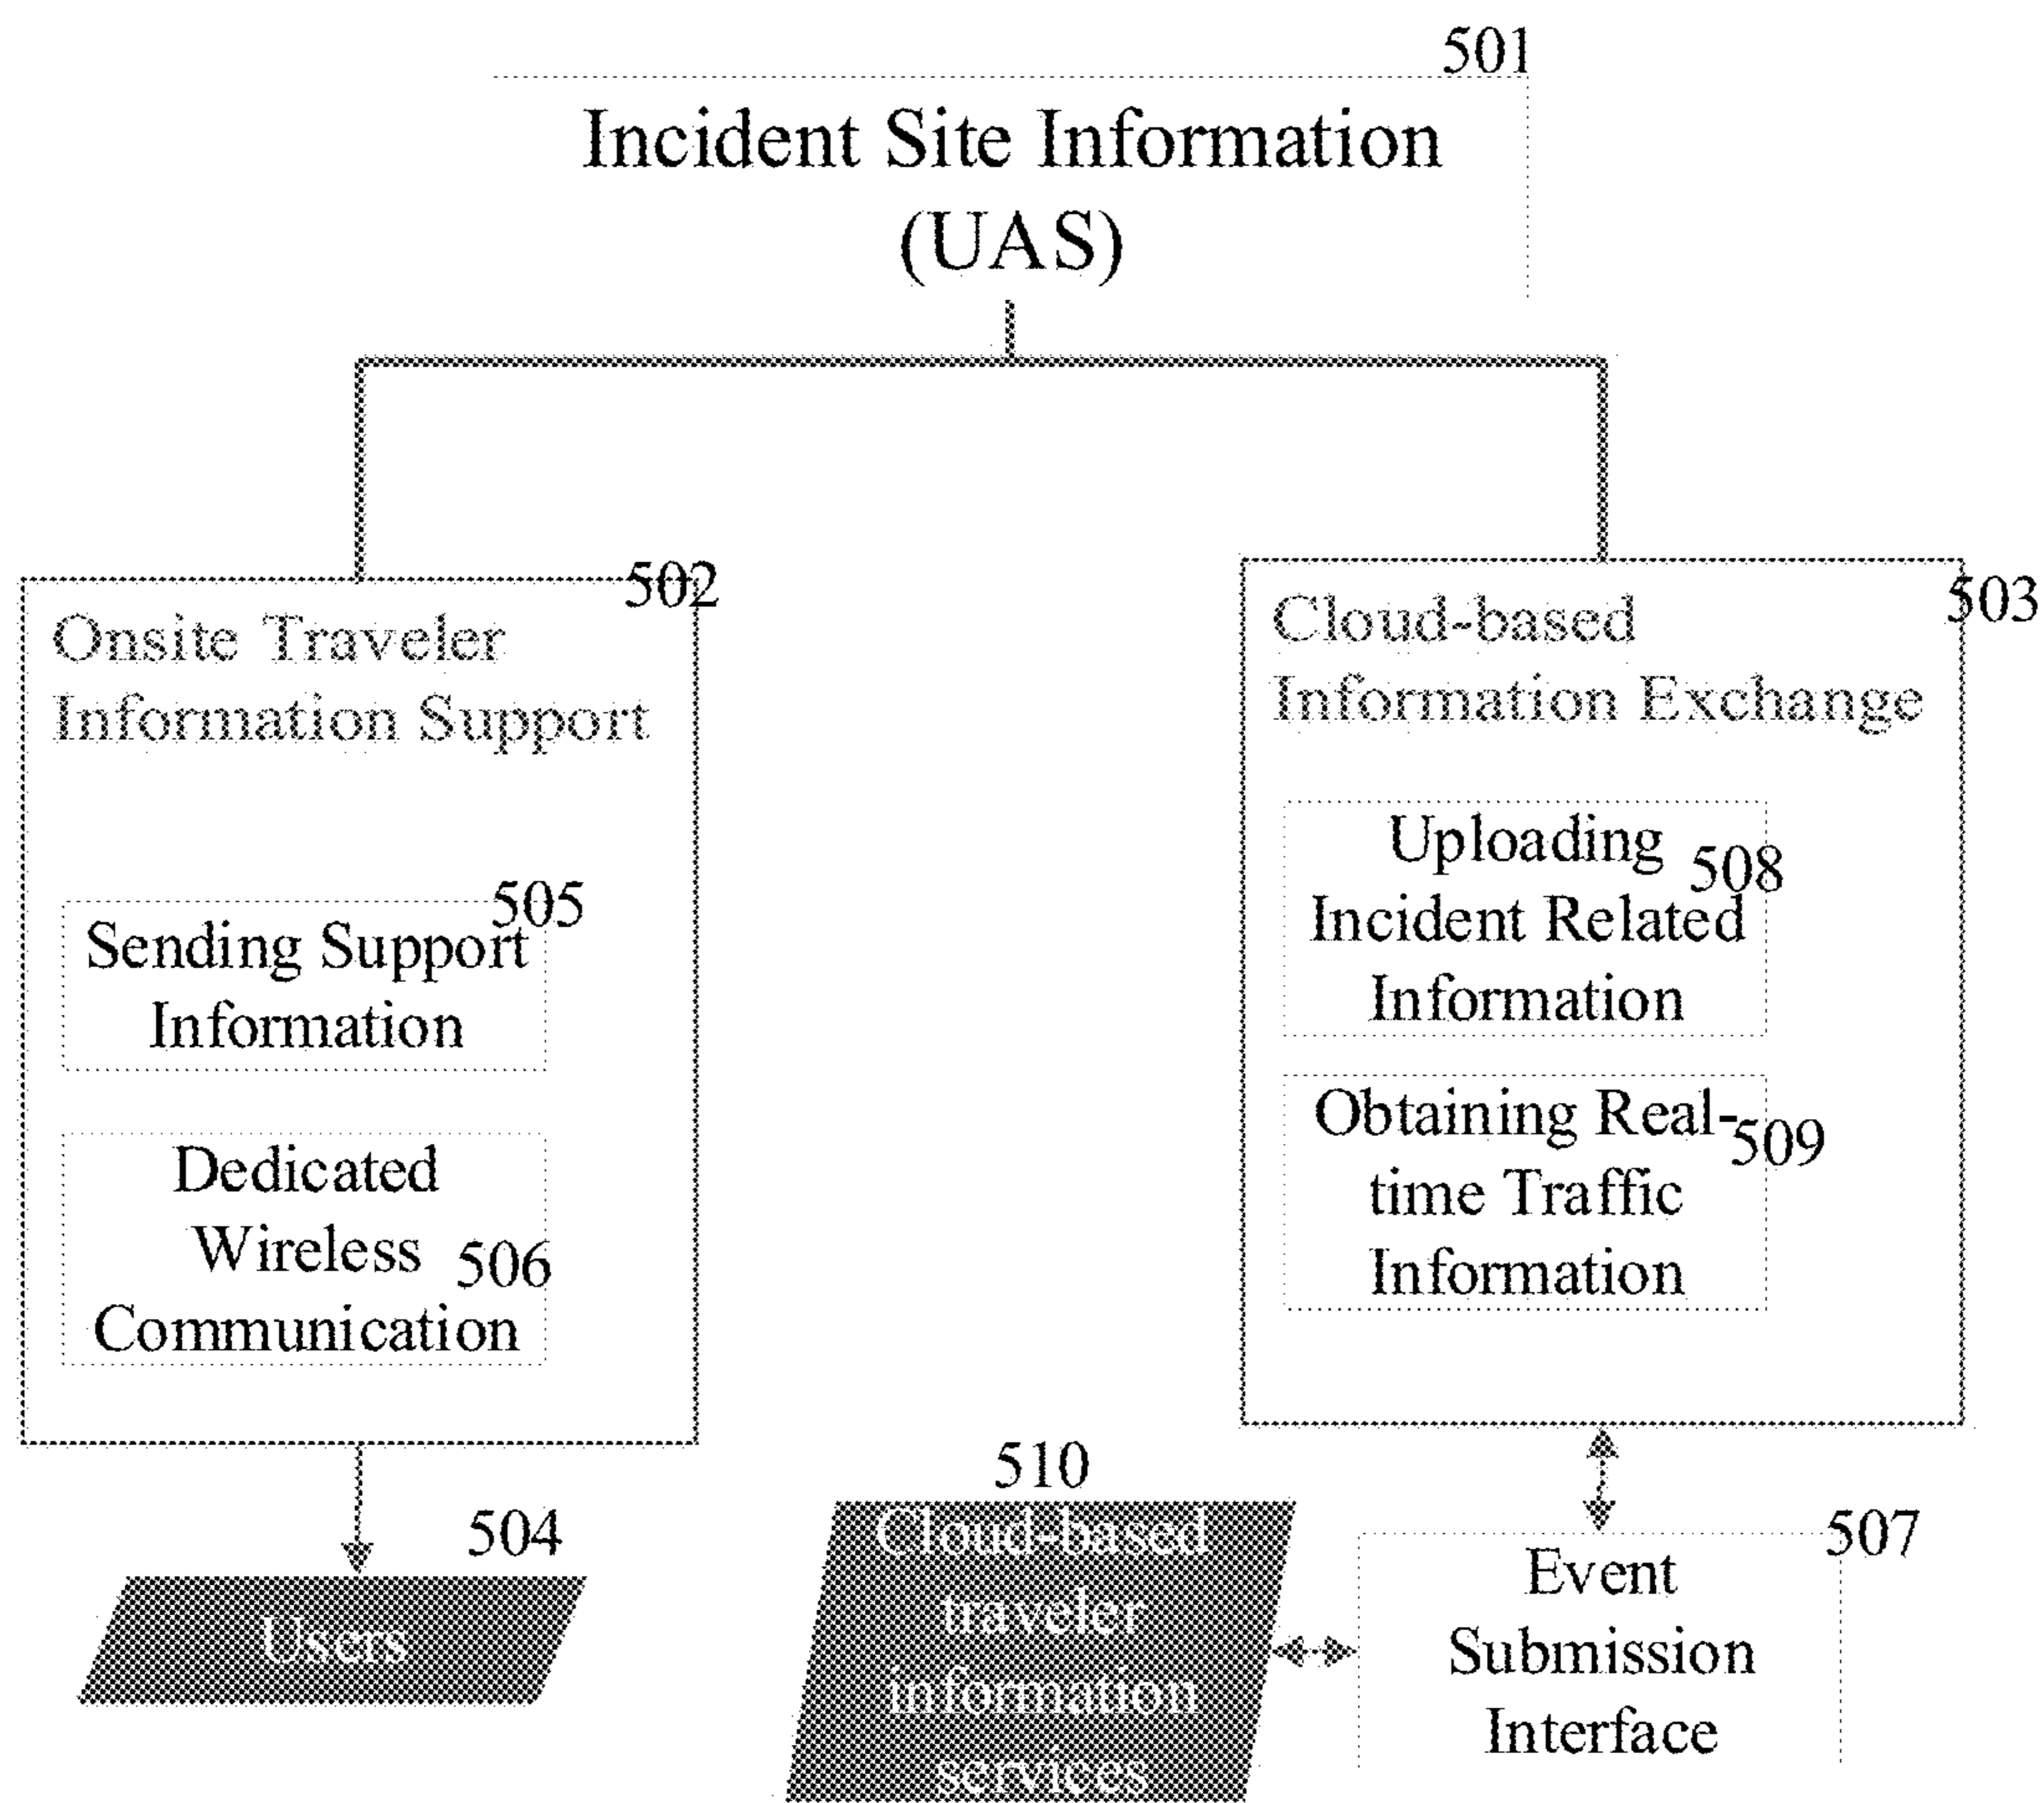 501
Incident Site Information
(UAS)
502
Onsite Traveler
Information Support
505
Sending Support
Information
Dedicated
Wireless
506
Communication
504
Users
503
Cloud-based
Information Exchange
Uploading
508
Incident Related
Information
Obtaining Real-
509
time Traffic
Information
510
Cloud-based
traveler
information
services
507
Event
Submission
Interface